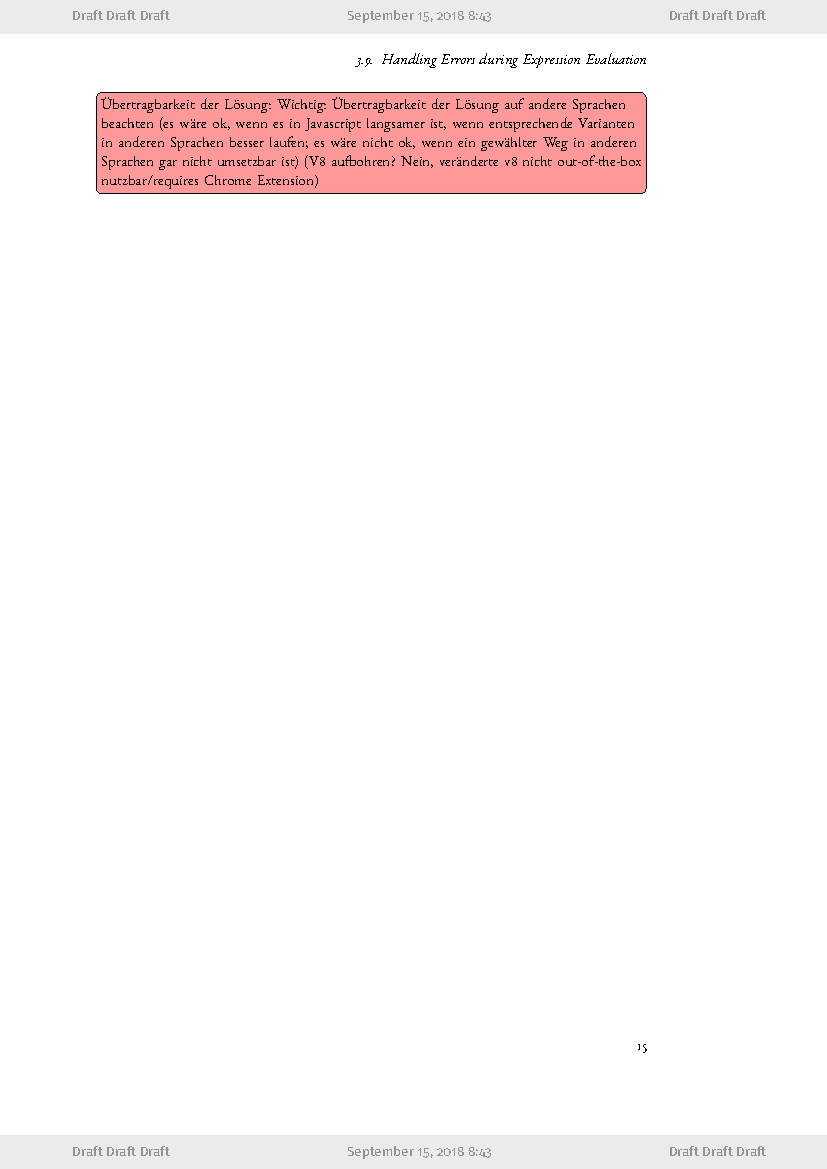 Draft Draft Draft September 15, 2018 8:43 Draft Draft Draft
3.9. Handling Errors during Expression Evaluation
Übertragbarkeit der Lösung: Wichtig: Übertragbarkeit der Lösung auf andere Sprachen
beachten (es wäre ok, wenn es in Javascript langsamer ist, wenn entsprechende Varianten
in anderen Sprachen besser laufen; es wäre nicht ok, wenn ein gewählter Weg in anderen
Sprachen gar nicht umsetzbar ist) (V8 aufbohren? Nein, veränderte v8 nicht out-of-the-box
nutzbar/requires Chrome Extension)
15
Draft Draft Draft September 15, 2018 8:43 Draft Draft Draft